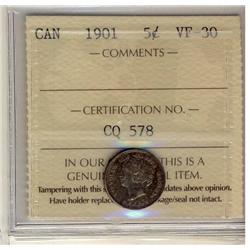 CAN 1901 5¢ VF-30
— COMMENTS —
— CERTIFICATION NO. —
CQ 578
IN OUR THIS IS A
GENUI L ITEM.
Tampering with this dates above opinion.
Have holder replac age/seal not intact.